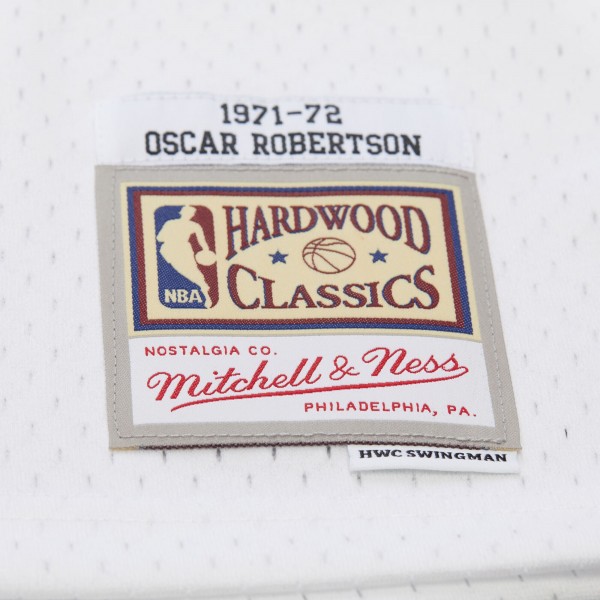 1971-72
OSCAR ROBERTSON
HARDWOOD
NBA
CLASSICS
NOSTALGIA CO.
Mitchell & Ness
PHILADELPHIA, PA.
HWC SWINGMAN